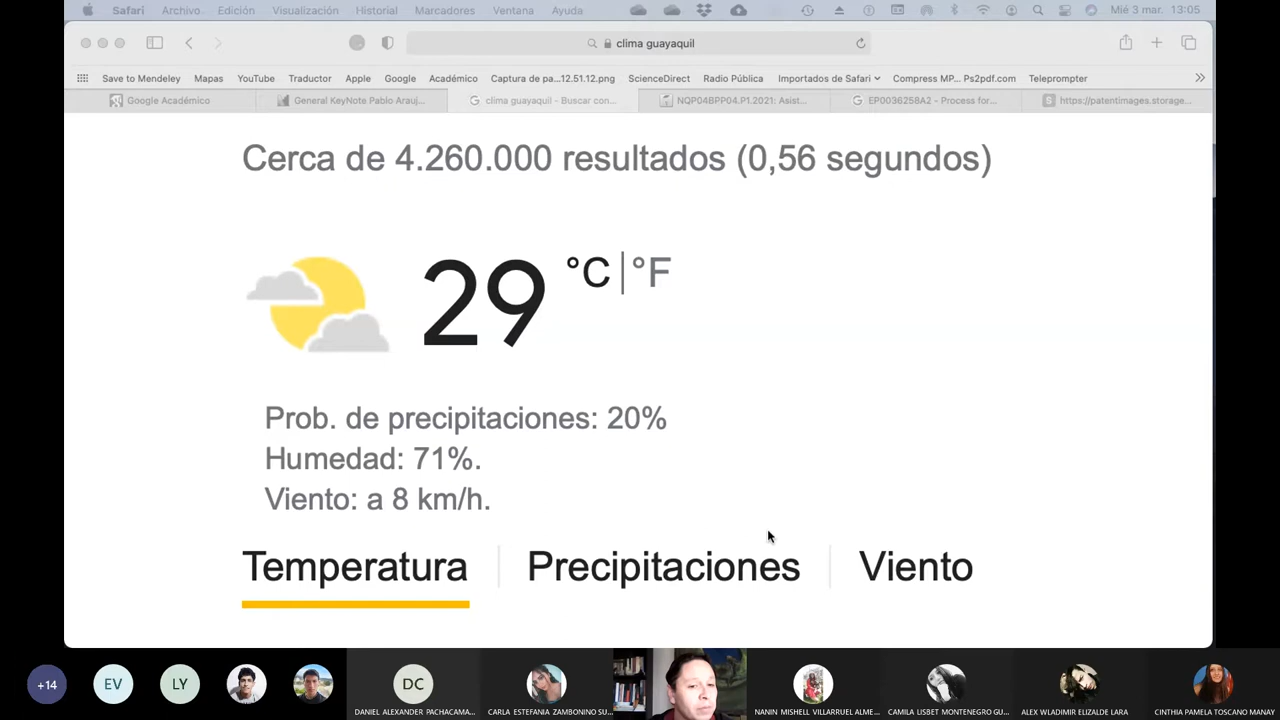 Safari Archivo Edición Visualización Historial Marcadores Ventana Ayuda Mié 3 mar. 13:05
clima guayaquil
Save to Mendeley Mapas YouTube Traductor Apple Google Académico Captura de pa...12.51.12.png ScienceDirect Radio Pública Importados de Safari Compress MP... Ps2pdf.com Teleprompter
Google Académico General KeyNote Pablo Arauj... clima guayaquil - Buscar con... NQP04BPP04.P1.2021: Asist... EP0036258A2 - Process for... https://patentimages.storage...
Cerca de 4.260.000 resultados (0,56 segundos)
29 °C | °F
Prob. de precipitaciones: 20%
Humedad: 71%.
Viento: a 8 km/h.
Temperatura Precipitaciones Viento
+14 EV LY DC
DANIEL ALEXANDER PACHACAMA... CARLA ESTEFANIA ZAMBONINO SU... NANIN MISHELL VILLARRUEL ALME... CAMILA LISBET MONTENEGRO GU... ALEX WLADIMIR ELIZALDE LARA CINTHIA PAMELA TOSCANO MANAY